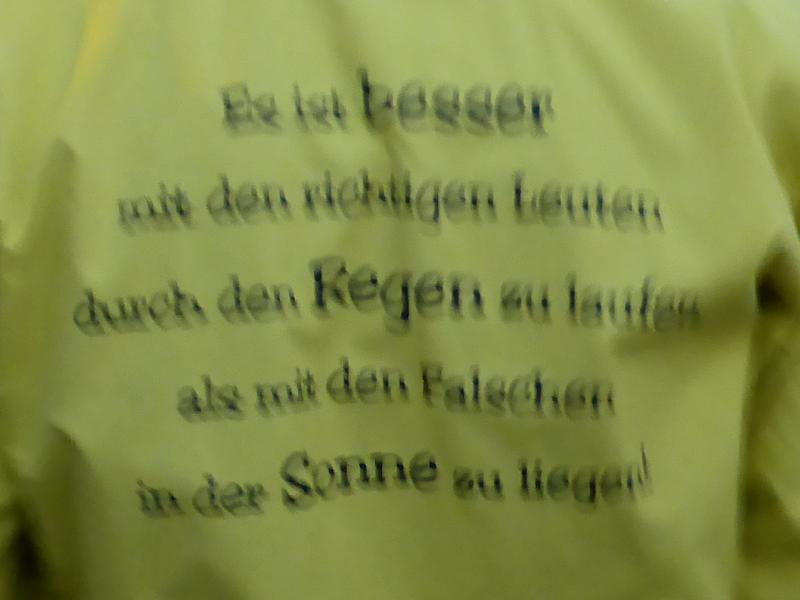 Es ist besser
mit den richtigen Leuten
durch den Regen zu laufen
als mit den Falschen
in der Sonne zu liegen!